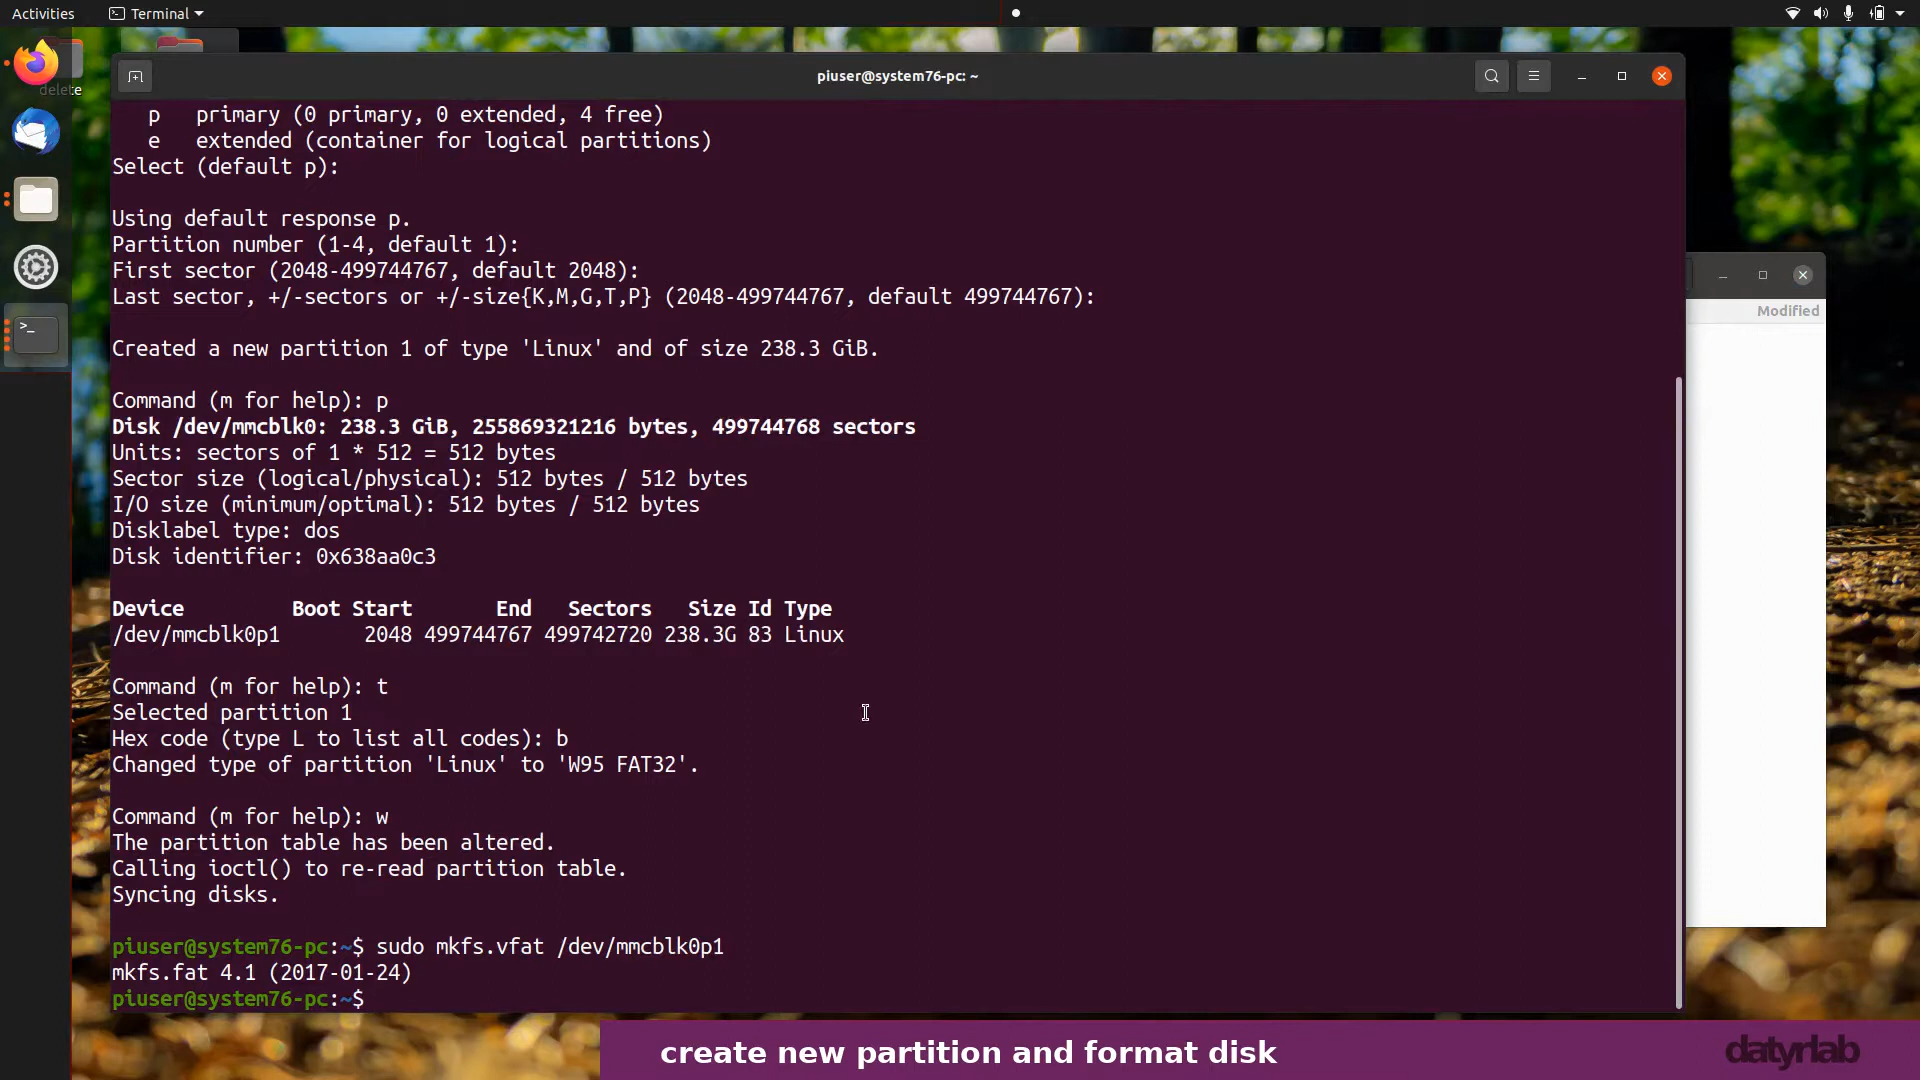 Activities
Terminal
delete
piuser@system76-pc: ~
p   primary (0 primary, 0 extended, 4 free)
e   extended (container for logical partitions)
Select (default p):
Using default response p.
Partition number (1-4, default 1):
First sector (2048-499744767, default 2048):
Last sector, +/-sectors or +/-size{K,M,G,T,P} (2048-499744767, default 499744767):
Created a new partition 1 of type 'Linux' and of size 238.3 GiB.
Command (m for help): p
Disk /dev/mmcblk0: 238.3 GiB, 255869321216 bytes, 499744768 sectors
Units: sectors of 1 * 512 = 512 bytes
Sector size (logical/physical): 512 bytes / 512 bytes
I/O size (minimum/optimal): 512 bytes / 512 bytes
Disklabel type: dos
Disk identifier: 0x638aa0c3
Device         Boot Start       End   Sectors   Size Id Type
/dev/mmcblk0p1       2048 499744767 499742720 238.3G 83 Linux
Command (m for help): t
Selected partition 1
Hex code (type L to list all codes): b
Changed type of partition 'Linux' to 'W95 FAT32'.
Command (m for help): w
The partition table has been altered.
Calling ioctl() to re-read partition table.
Syncing disks.
piuser@system76-pc:~$ sudo mkfs.vfat /dev/mmcblk0p1
mkfs.fat 4.1 (2017-01-24)
piuser@system76-pc:~$
Modified
>_
create new partition and format disk
datyrlab